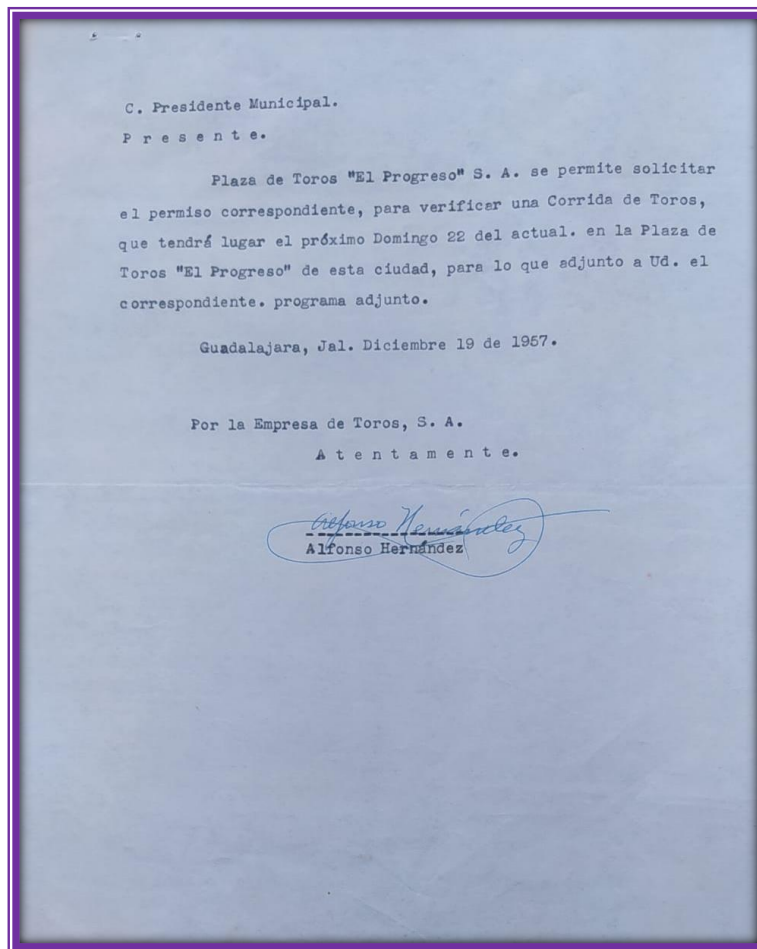 C. Presidente Municipal.
P r e s e n t e.
Plaza de Toros "El Progreso" S. A. se permite solicitar
el permiso correspondiente, para verificar una Corrida de Toros,
que tendrá lugar el próximo Domingo 22 del actual. en la Plaza de
Toros "El Progreso" de esta ciudad, para lo que adjunto a Ud. el
correspondiente. programa adjunto.
Guadalajara, Jal. Diciembre 19 de 1957.
Por la Empresa de Toros, S. A.
A t e n t a m e n t e.
Alfonso Hernández
Alfonso Hernández